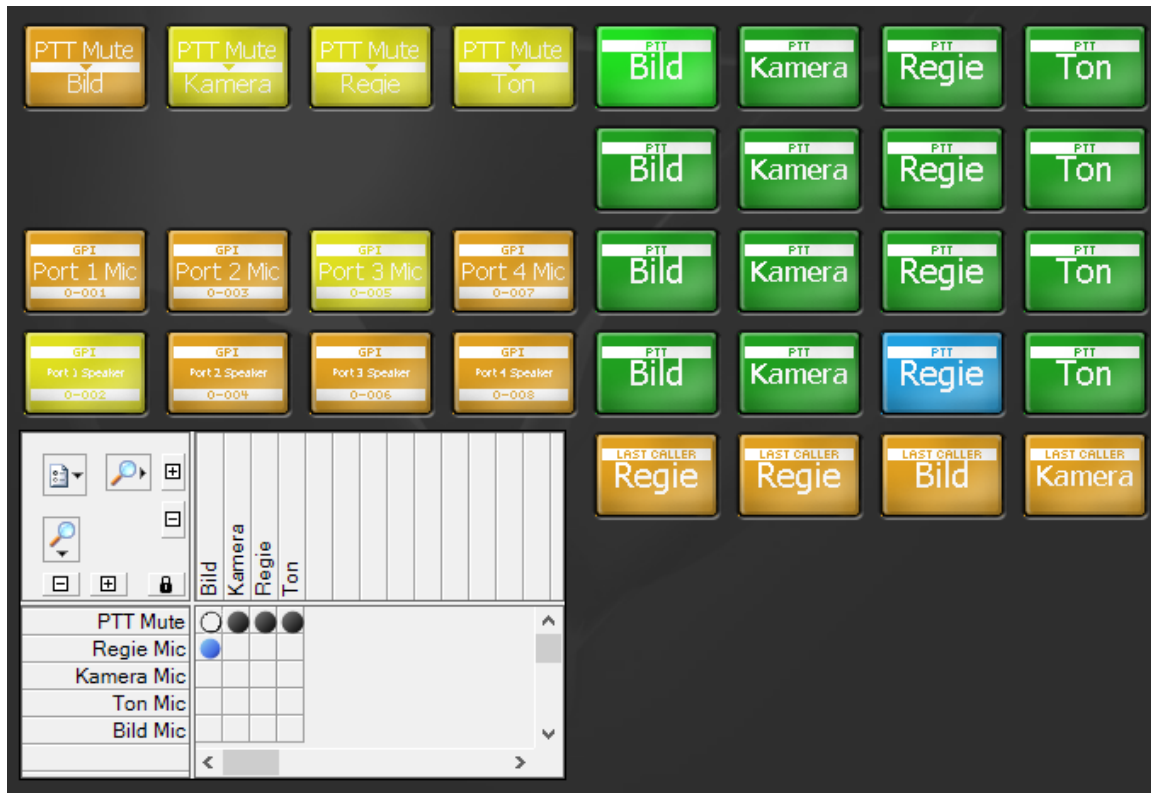 PTT Mute
Bild
PTT Mute
Kamera
PTT Mute
Regie
PTT Mute
Ton
PTT
Bild
PTT
Kamera
PTT
Regie
PTT
Ton
PTT
Bild
PTT
Kamera
PTT
Regie
PTT
Ton
GPI
Port 1 Mic
0-001
GPI
Port 2 Mic
0-003
GPI
Port 3 Mic
0-005
GPI
Port 4 Mic
0-007
PTT
Bild
PTT
Kamera
PTT
Regie
PTT
Ton
GPI
Port 1 Speaker
0-002
GPI
Port 2 Speaker
0-004
GPI
Port 3 Speaker
0-006
GPI
Port 4 Speaker
0-008
PTT
Bild
PTT
Kamera
PTT
Regie
PTT
Ton
LAST CALLER
Regie
LAST CALLER
Regie
LAST CALLER
Bild
LAST CALLER
Kamera
Bild
Kamera
Regie
Ton
PTT Mute
Regie Mic
Kamera Mic
Ton Mic
Bild Mic